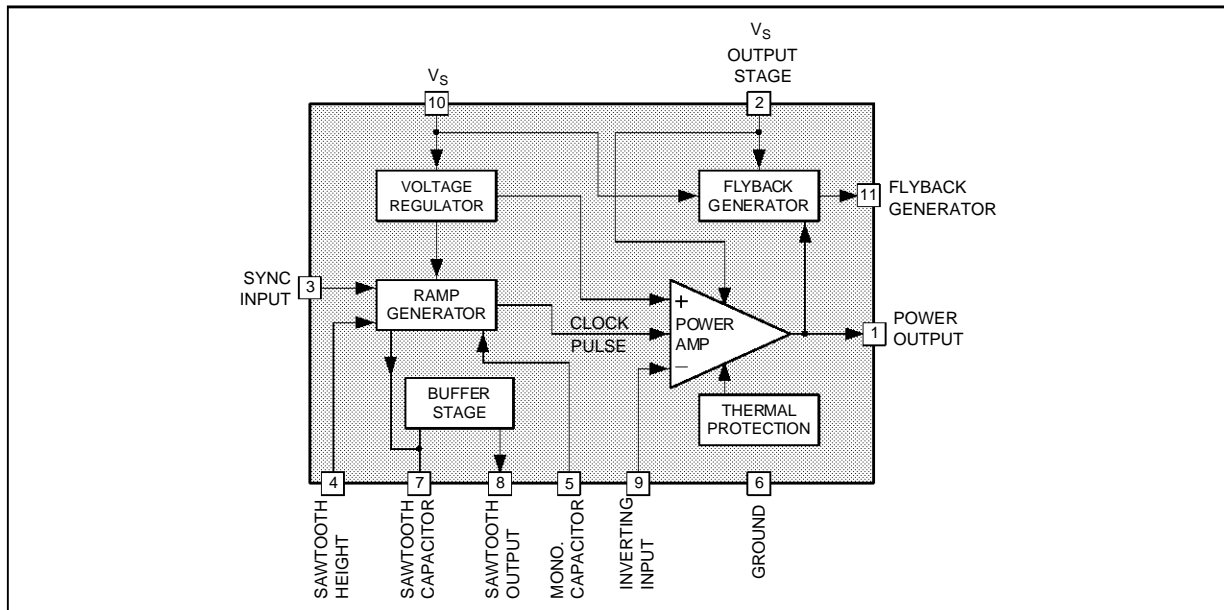 V_S
OUTPUT
STAGE
V_S
10
2
VOLTAGE
REGULATOR
FLYBACK
GENERATOR
11
FLYBACK
GENERATOR
SYNC
INPUT
3
RAMP
GENERATOR
CLOCK
PULSE
+
POWER
AMP
−
1
POWER
OUTPUT
BUFFER
STAGE
THERMAL
PROTECTION
4
7
8
5
9
6
SAWTOOTH
HEIGHT
SAWTOOTH
CAPACITOR
SAWTOOTH
OUTPUT
MONO.
CAPACITOR
INVERTING
INPUT
GROUND